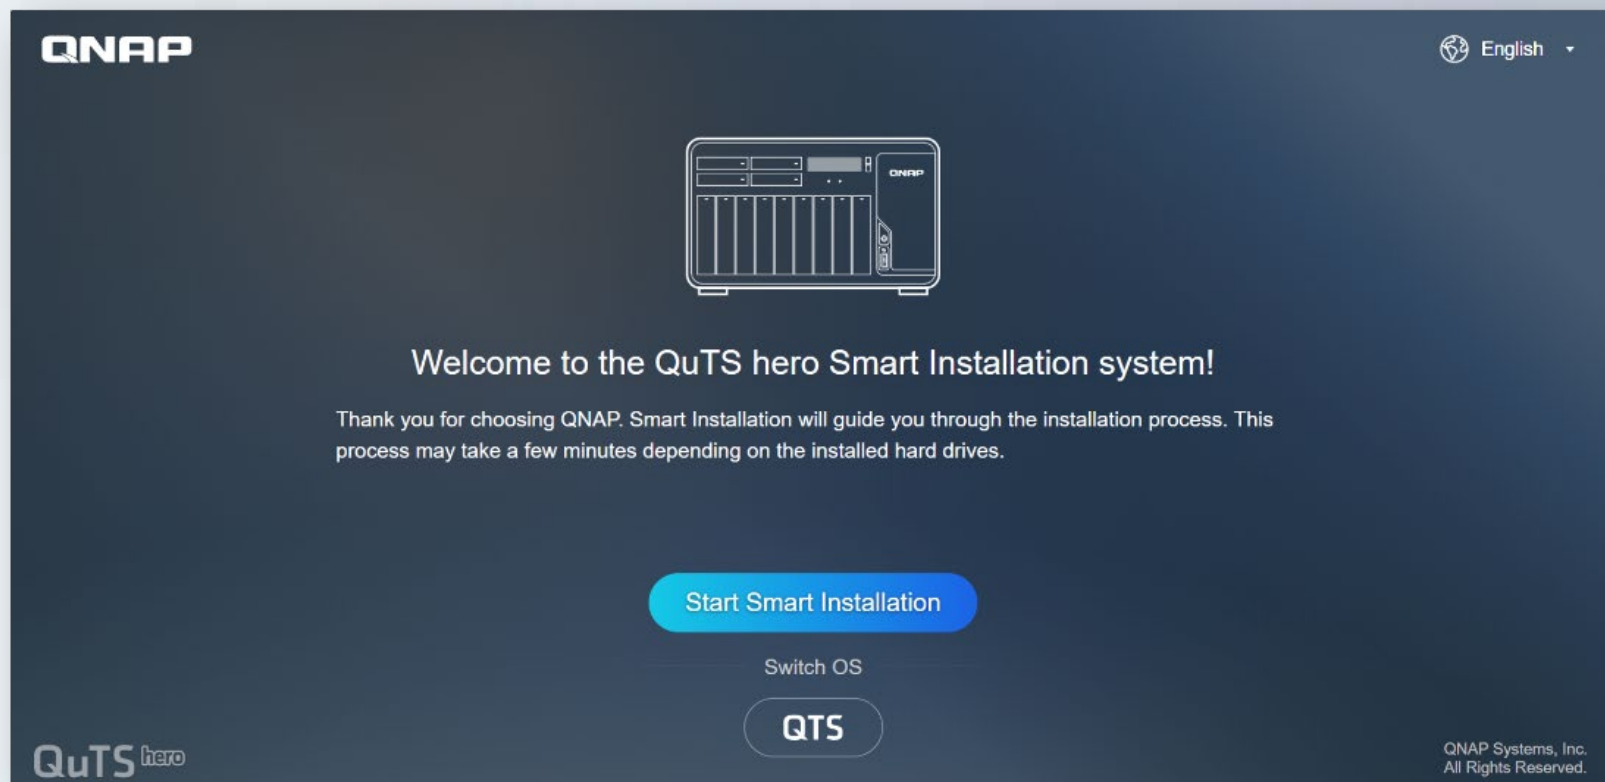 QNAP
English
QNAP
Welcome to the QuTS hero Smart Installation system!
Thank you for choosing QNAP. Smart Installation will guide you through the installation process. This
process may take a few minutes depending on the installed hard drives.
Start Smart Installation
Switch OS
QTS
QuTS hero
QNAP Systems, Inc.
All Rights Reserved.